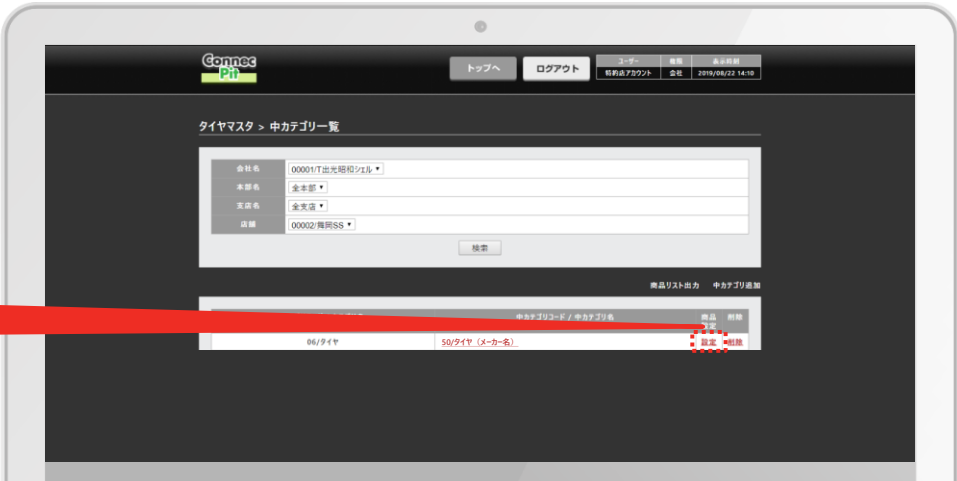 Connec
Pit
トップへ
ログアウト
ユーザー 権限 表示時刻
特約店アカウント 会社 2019/08/22 14:10
タイヤマスタ > 中カテゴリ一覧
会社名 00001/T出光昭和シェル
本部名 全本部
支店名 全支店
店舗 00002/舞岡SS
検索
商品リスト出力 中カテゴリ追加
中カテゴリコード / 中カテゴリ名 商品 削除
06/タイヤ 50/タイヤ（メーカー名） 設定 削除